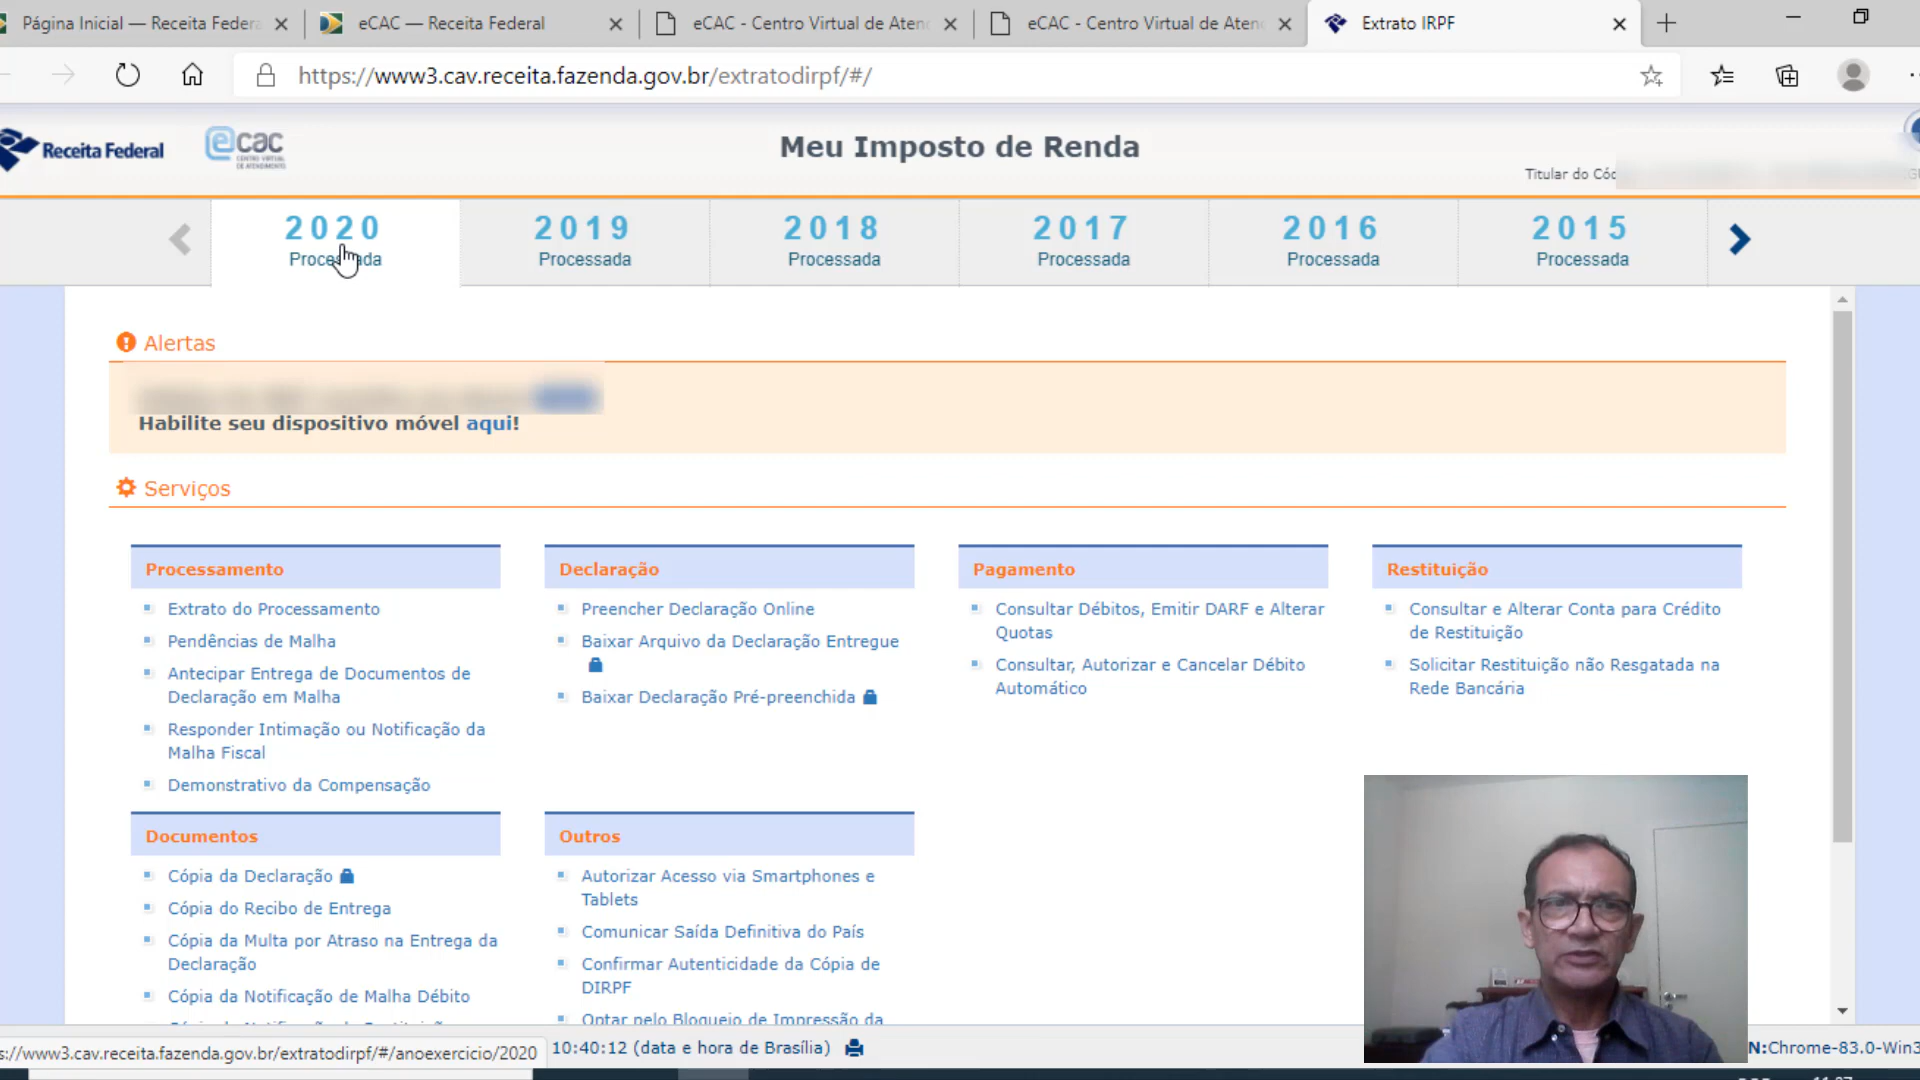 Página Inicial — Receita Federa
eCAC — Receita Federal
eCAC - Centro Virtual de Aten
eCAC - Centro Virtual de Aten
Extrato IRPF
https://www3.cav.receita.fazenda.gov.br/extratodirpf/#/
Receita Federal
ecac
CENTRO VIRTUAL
DE ATENDIMENTO
Meu Imposto de Renda
Titular do Có
2020
2019
2018
2017
2016
2015
Processada
Processada
Processada
Processada
Processada
Processada
Alertas
Habilite seu dispositivo móvel aqui!
Serviços
Processamento
Extrato do Processamento
Pendências de Malha
Antecipar Entrega de Documentos de
Declaração em Malha
Responder Intimação ou Notificação da
Malha Fiscal
Demonstrativo da Compensação
Declaração
Preencher Declaração Online
Baixar Arquivo da Declaração Entregue
Baixar Declaração Pré-preenchida
Pagamento
Consultar Débitos, Emitir DARF e Alterar
Quotas
Consultar, Autorizar e Cancelar Débito
Automático
Restituição
Consultar e Alterar Conta para Crédito
de Restituição
Solicitar Restituição não Resgatada na
Rede Bancária
Documentos
Cópia da Declaração
Cópia do Recibo de Entrega
Cópia da Multa por Atraso na Entrega da
Declaração
Cópia da Notificação de Malha Débito
Outros
Autorizar Acesso via Smartphones e
Tablets
Comunicar Saída Definitiva do País
Confirmar Autenticidade da Cópia de
DIRPF
Optar pelo Bloqueio de Impressão da
s://www3.cav.receita.fazenda.gov.br/extratodirpf/#/anoexercicio/2020
10:40:12 (data e hora de Brasília)
N:Chrome-83.0-Win3